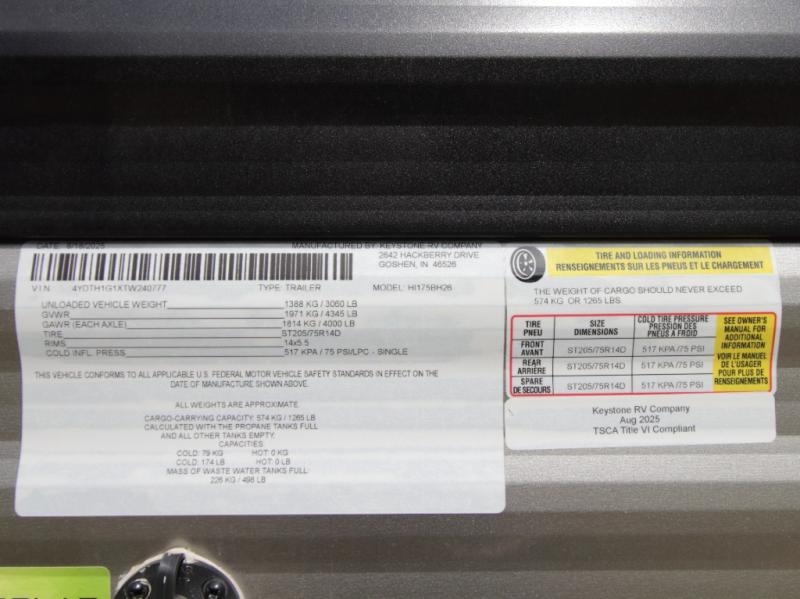 DATE: 8/18/2025 MANUFACTURED BY: KEYSTONE RV COMPANY
2642 HACKBERRY DRIVE
GOSHEN, IN 46526
VIN 4YDTH1G1XTW240777 TYPE: TRAILER MODEL: HI175BH26
UNLOADED VEHICLE WEIGHT 1388 KG / 3060 LB
GVWR 1971 KG / 4345 LB
GAWR (EACH AXLE) 1814 KG / 4000 LB
TIRE ST205/75R14D
RIMS 14x5.5
COLD INFL. PRESS 517 KPA / 75 PSI/LPC - SINGLE
THIS VEHICLE CONFORMS TO ALL APPLICABLE U.S. FEDERAL MOTOR VEHICLE SAFETY STANDARDS IN EFFECT ON THE
DATE OF MANUFACTURE SHOWN ABOVE.
ALL WEIGHTS ARE APPROXIMATE.
CARGO-CARRYING CAPACITY: 574 KG / 1265 LB
CALCULATED WITH THE PROPANE TANKS FULL
AND ALL OTHER TANKS EMPTY.
CAPACITIES
COLD: 79 KG HOT: 0 KG
COLD: 174 LB HOT: 0 LB
MASS OF WASTE WATER TANKS FULL:
226 KG / 498 LB
TIRE AND LOADING INFORMATION
RENSEIGNEMENTS SUR LES PNEUS ET LE CHARGEMENT
THE WEIGHT OF CARGO SHOULD NEVER EXCEED
574 KG OR 1265 LBS.
TIRE
PNEU
SIZE
DIMENSIONS
COLD TIRE PRESSURE
PRESSION DES
PNEUS A FROID
FRONT
AVANT
ST205/75R14D
517 KPA /75 PSI
REAR
ARRIÈRE
ST205/75R14D
517 KPA /75 PSI
SPARE
DE SECOURS
ST205/75R14D
517 KPA /75 PSI
SEE OWNER'S
MANUAL FOR
ADDITIONAL
INFORMATION
VOIR LE MANUEL
DE L'USAGER
POUR PLUS DE
RENSEIGNEMENTS
Keystone RV Company
Aug 2025
TSCA Title VI Compliant